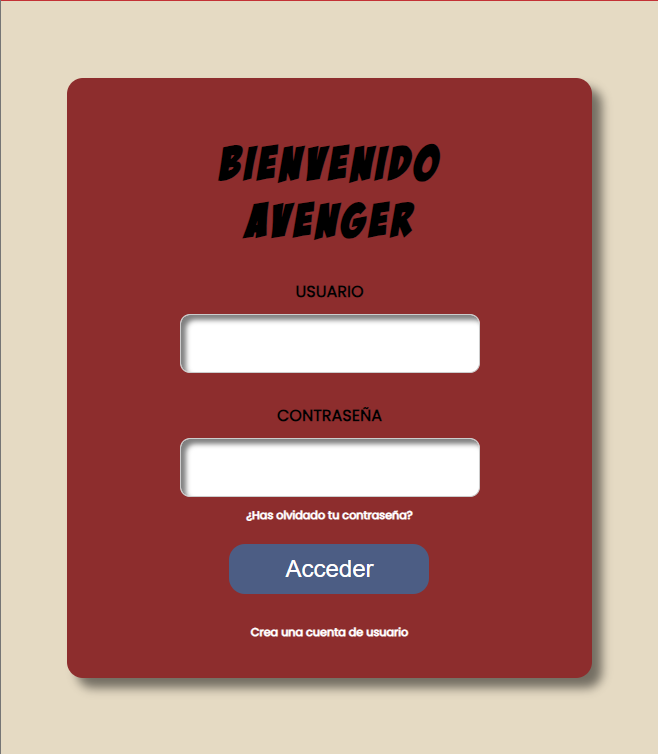 BIENVENIDO
AVENGER
USUARIO
CONTRASEÑA
¿Has olvidado tu contraseña?
Acceder
Crea una cuenta de usuario